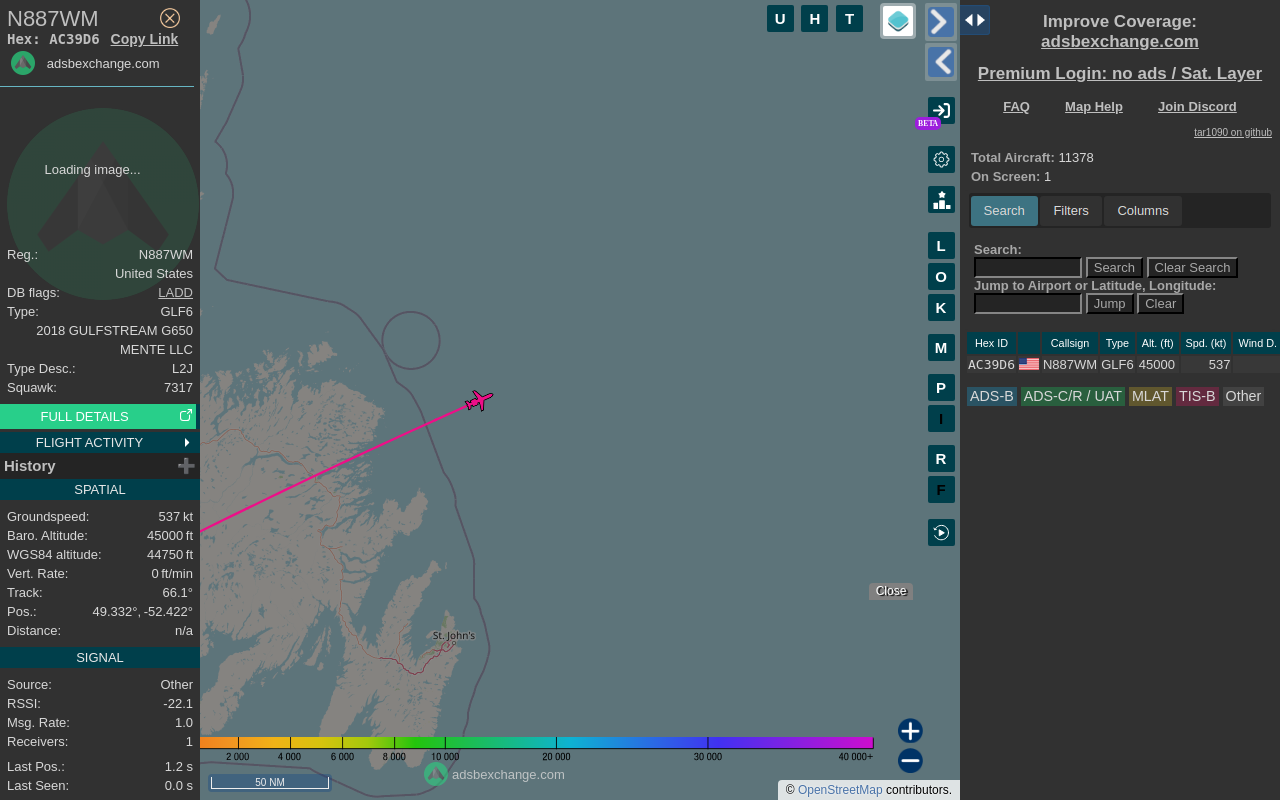 N887WM
Hex: AC39D6 Copy Link
adsbexchange.com
Loading image...
Reg.: N887WM
United States
DB flags: LADD
Type: GLF6
2018 GULFSTREAM G650
MENTE LLC
Type Desc.: L2J
Squawk: 7317
FULL DETAILS
FLIGHT ACTIVITY
History
SPATIAL
Groundspeed: 537 kt
Baro. Altitude: 45000 ft
WGS84 altitude: 44750 ft
Vert. Rate: 0 ft/min
Track: 66.1°
Pos.: 49.332°, -52.422°
Distance: n/a
SIGNAL
Source: Other
RSSI: -22.1
Msg. Rate: 1.0
Receivers: 1
Last Pos.: 1.2 s
Last Seen: 0.0 s
U H T
BETA
L
O
K
M
P
I
R
F
Close
St. John's
2 000 4 000 6 000 8 000 10 000 20 000 30 000 40 000+
adsbexchange.com
50 NM
© OpenStreetMap contributors.
Improve Coverage:
adsbexchange.com
Premium Login: no ads / Sat. Layer
FAQ Map Help Join Discord
tar1090 on github
Total Aircraft: 11378
On Screen: 1
Search Filters Columns
Search:
Search Clear Search
Jump to Airport or Latitude, Longitude:
Jump Clear
Hex ID Callsign Type Alt. (ft) Spd. (kt) Wind D.
AC39D6 N887WM GLF6 45000 537
ADS-B ADS-C/R / UAT MLAT TIS-B Other